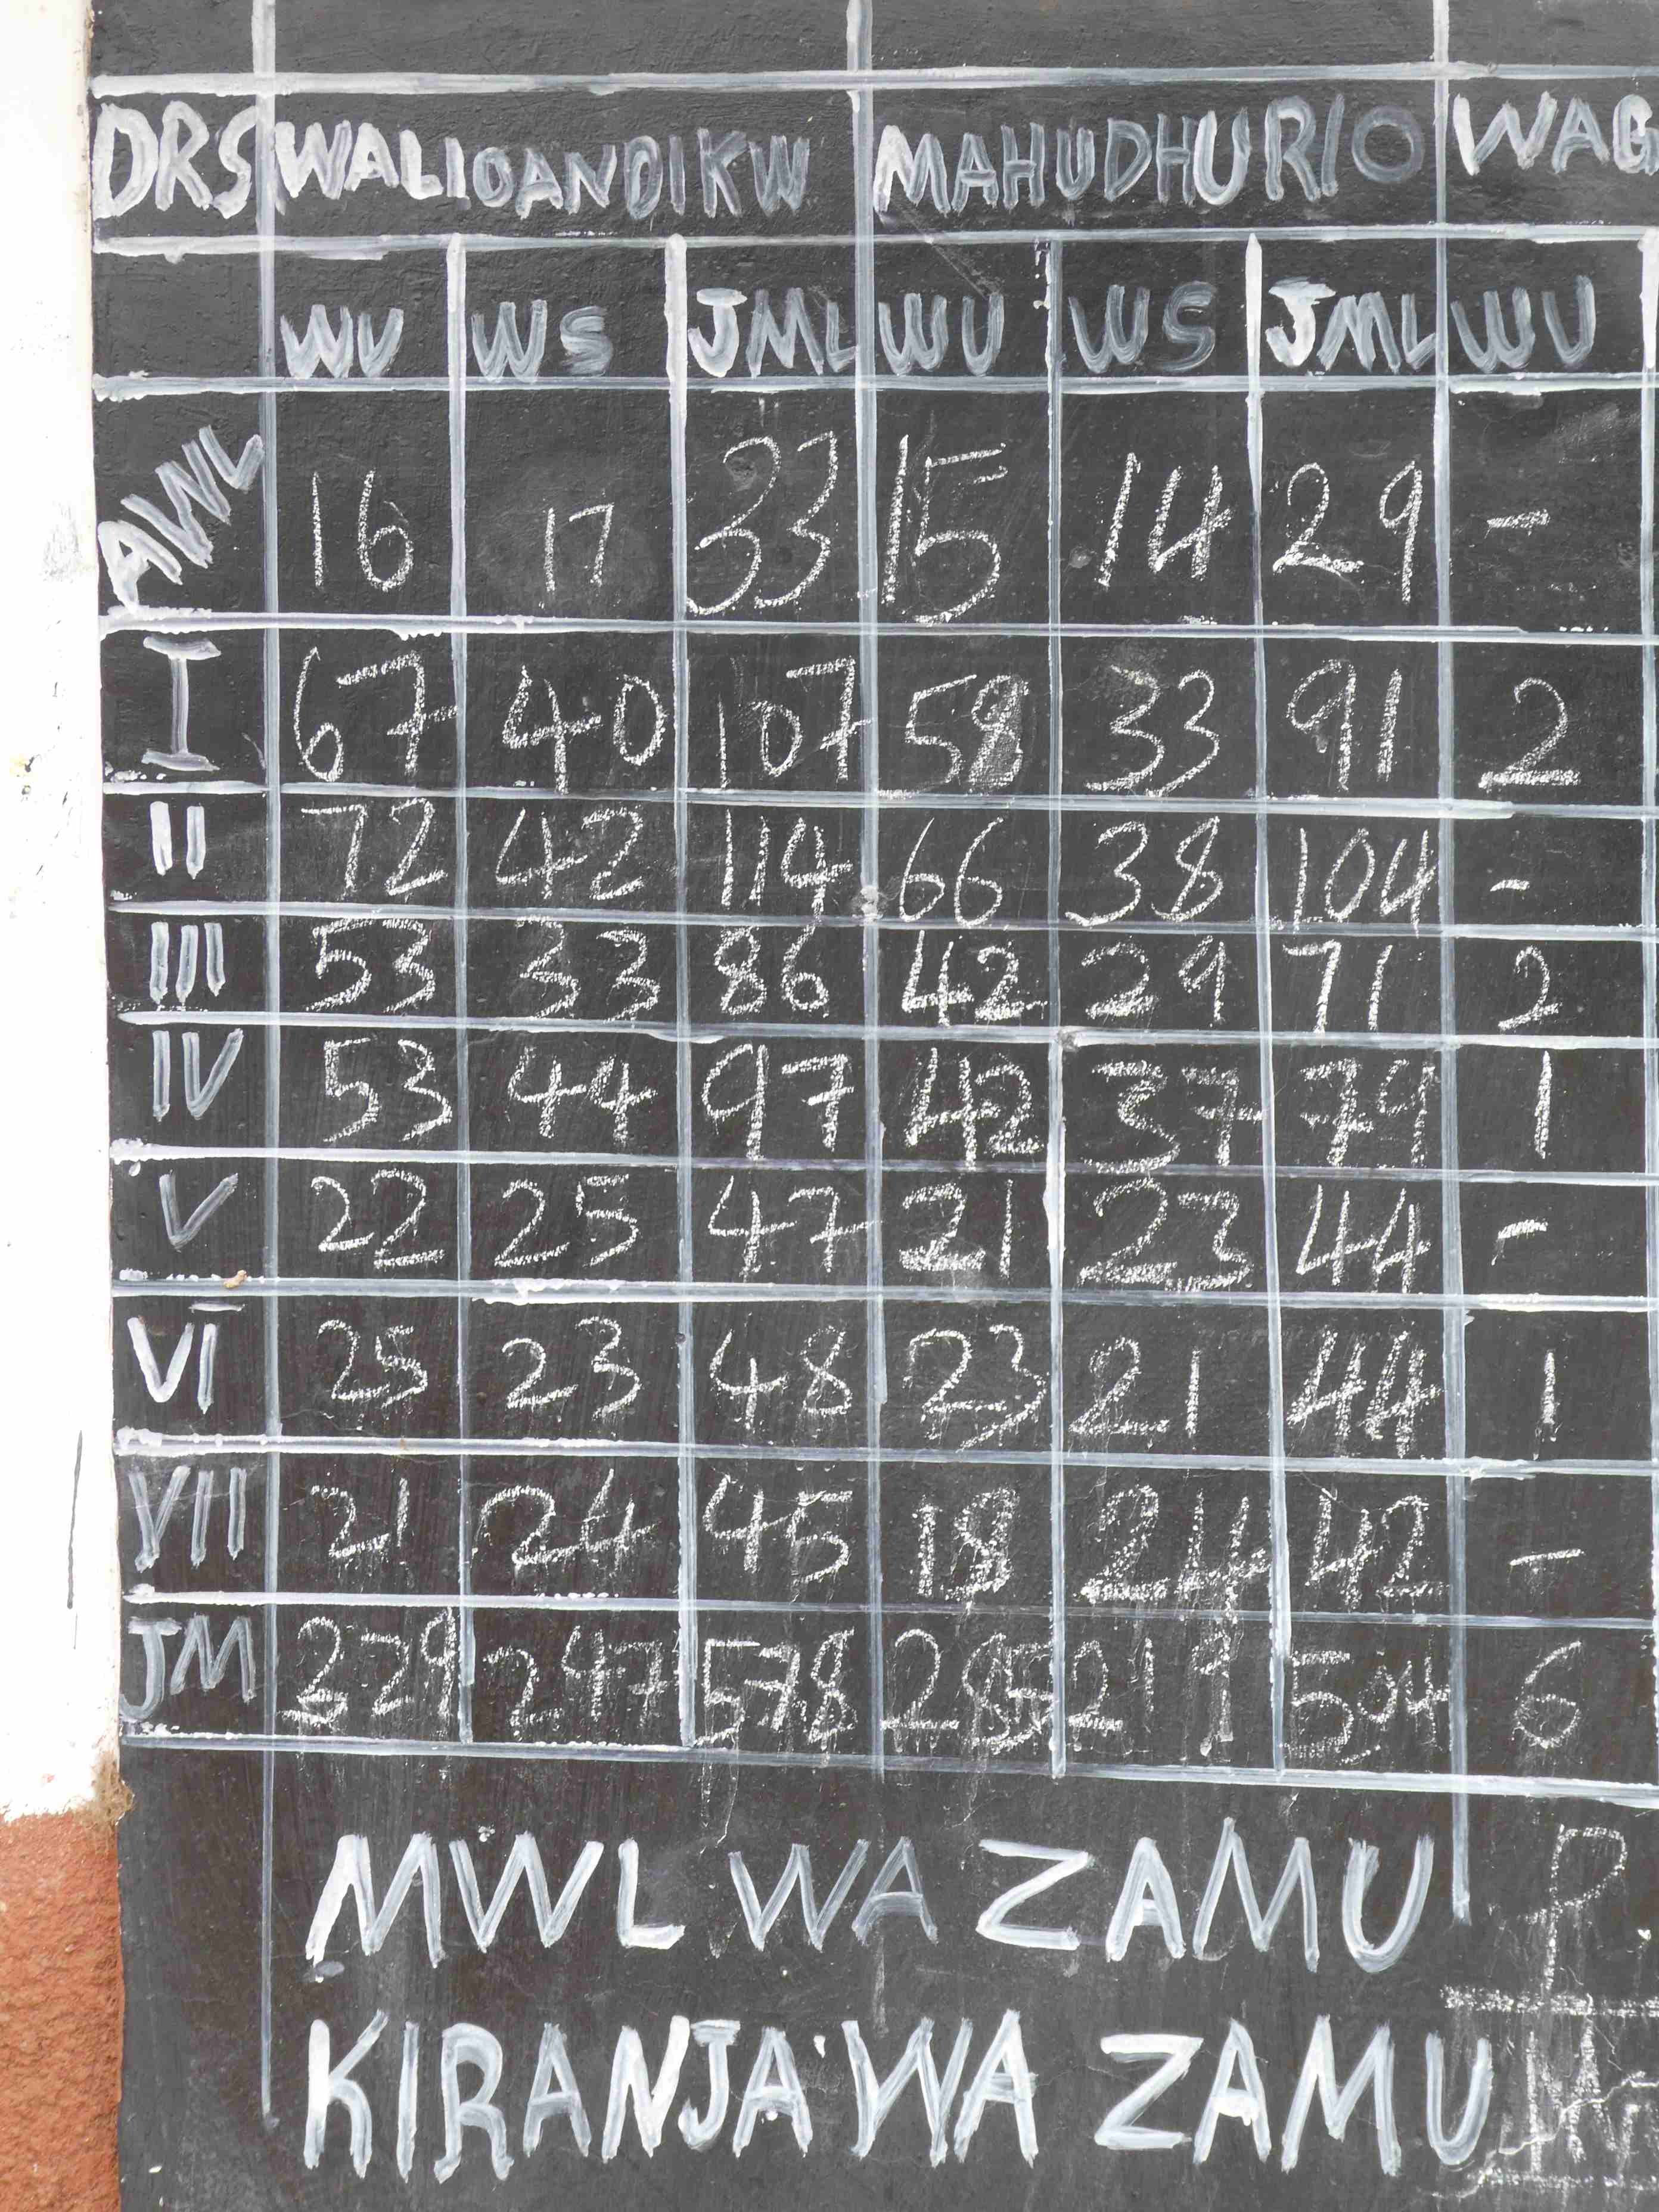 DRS WALIOANDIKW MAHUDHURIO WAG
WU WS JML WU WS JML WU
AWL 16 17 33 15 14 29 -
I 67 40 107 58 33 91 2
II 72 42 114 66 38 104 -
III 53 33 86 42 29 71 2
IV 53 44 97 42 37 79 1
V 22 25 47 21 23 44 -
VI 25 23 48 23 21 44 1
VII 21 24 45 18 24 42 -
JM 229 247 578 285 219 504 6
MWL WA ZAMU
KIRANJA WA ZAMU